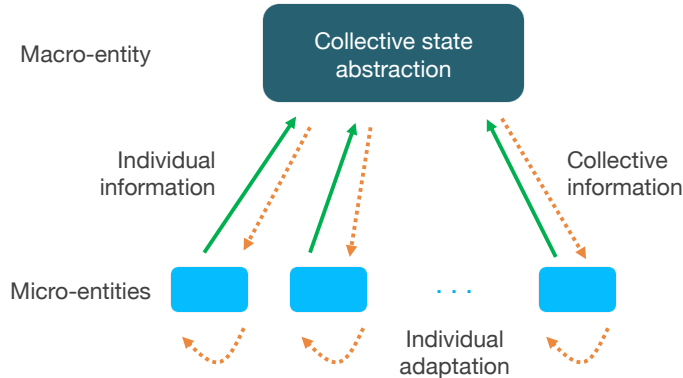 Macro-entity
Collective state
abstraction
Individual
information
Collective
information
Micro-entities
. . .
Individual
adaptation